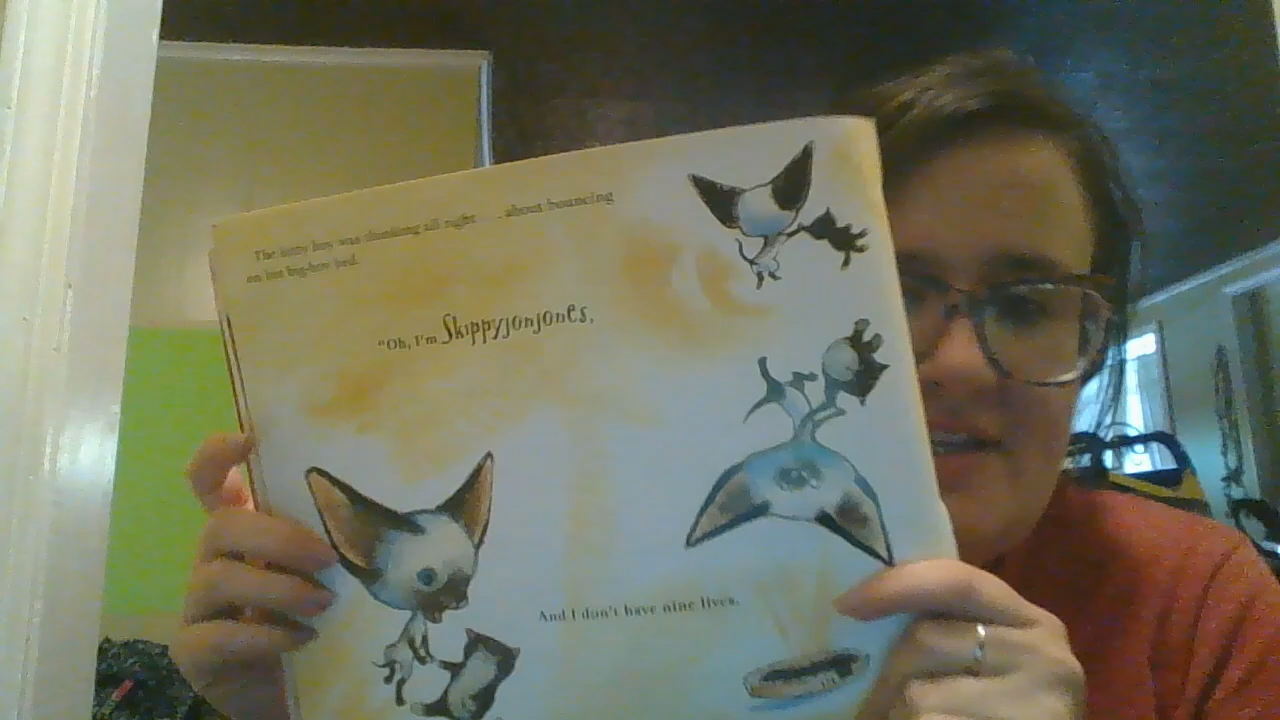 The kitty boy was thinking all right . . . about bouncing
on his big-boy bed.
"Oh, I'm Skippyjonjones,
And I don't have nine lives.